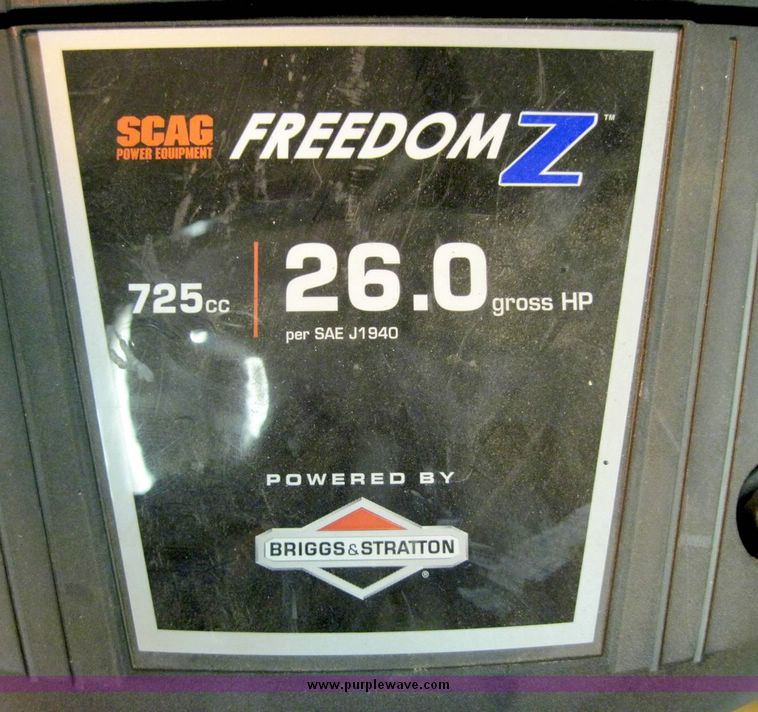 SCAG
POWER EQUIPMENT
FREEDOM Z™
725cc
26.0 gross HP
per SAE J1940
POWERED BY
BRIGGS&STRATTON®
www.purplewave.com